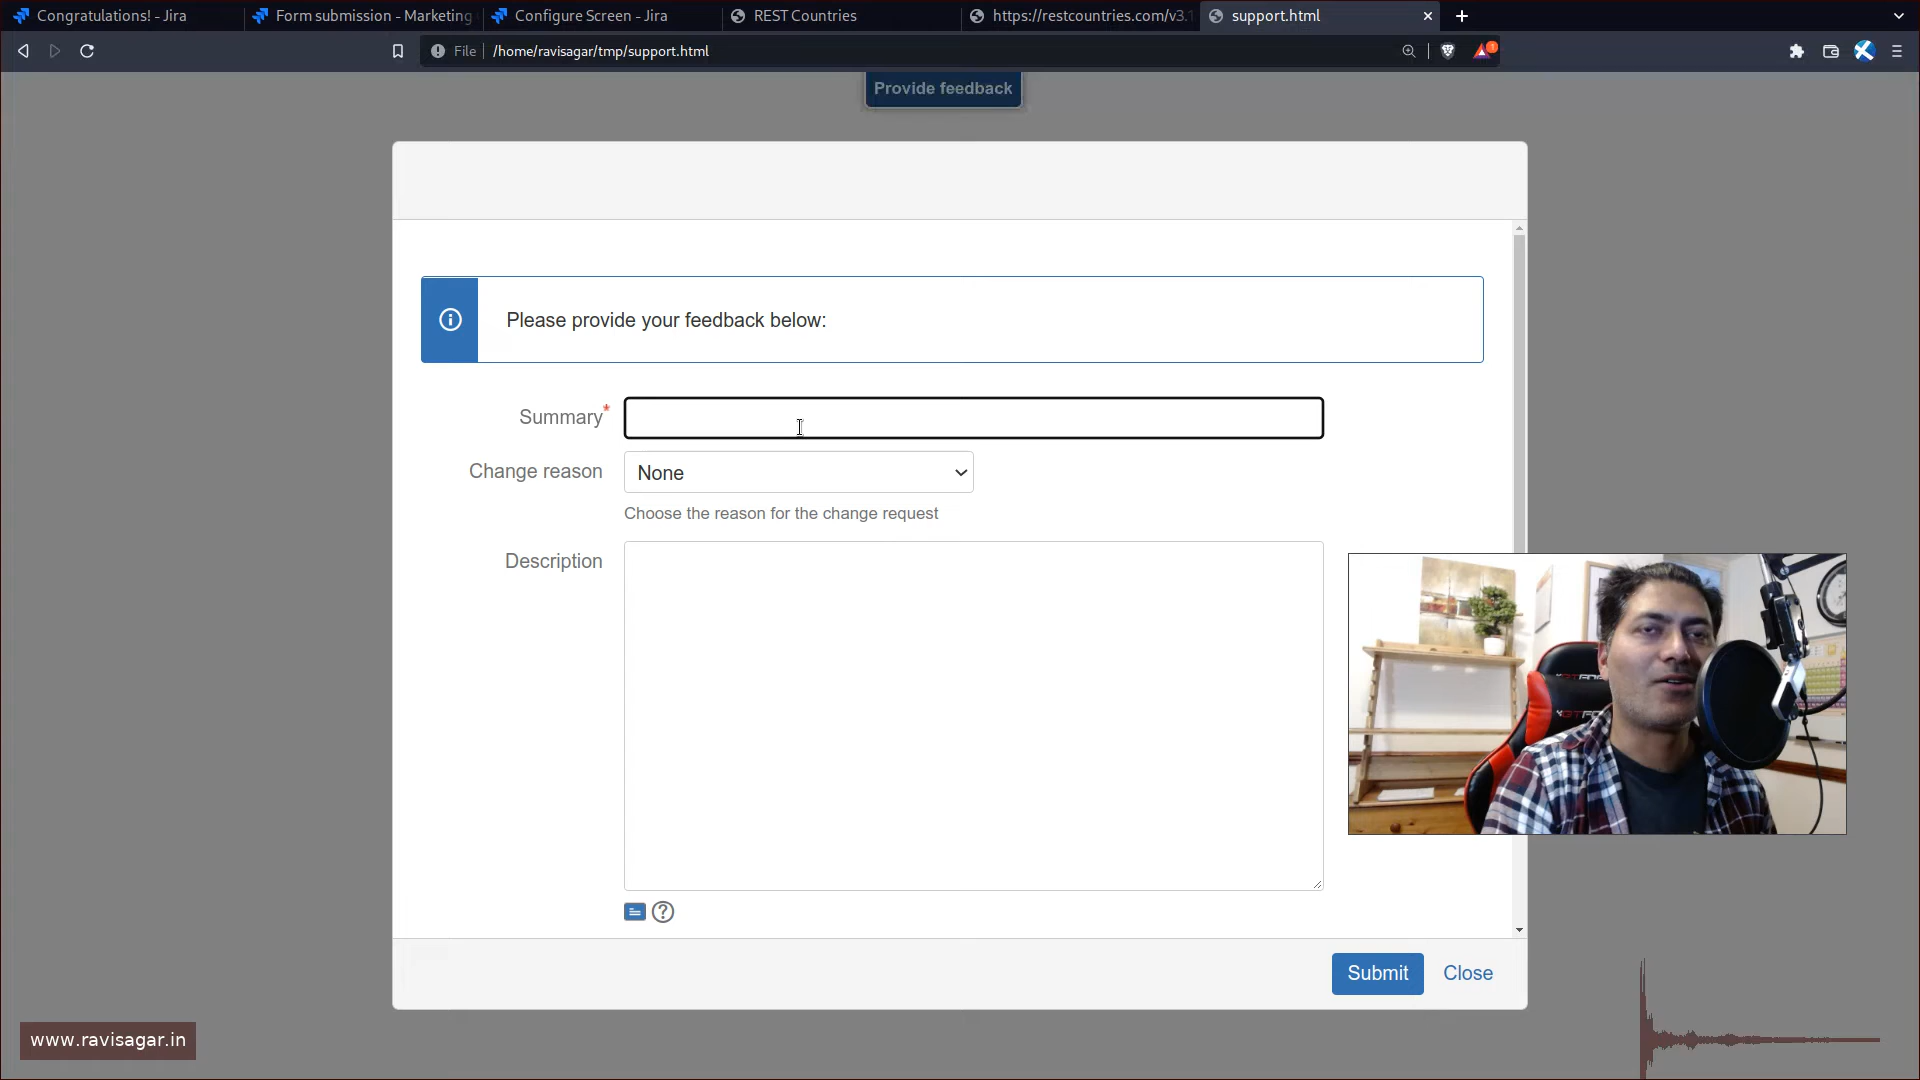 Congratulations! - Jira
Form submission - Marketing
Configure Screen - Jira
REST Countries
https://restcountries.com/v3.1
support.html
File
/home/ravisagar/tmp/support.html
1
Provide feedback
Please provide your feedback below:
Summary*
Change reason
None
Choose the reason for the change request
Description
Submit
Close
www.ravisagar.in